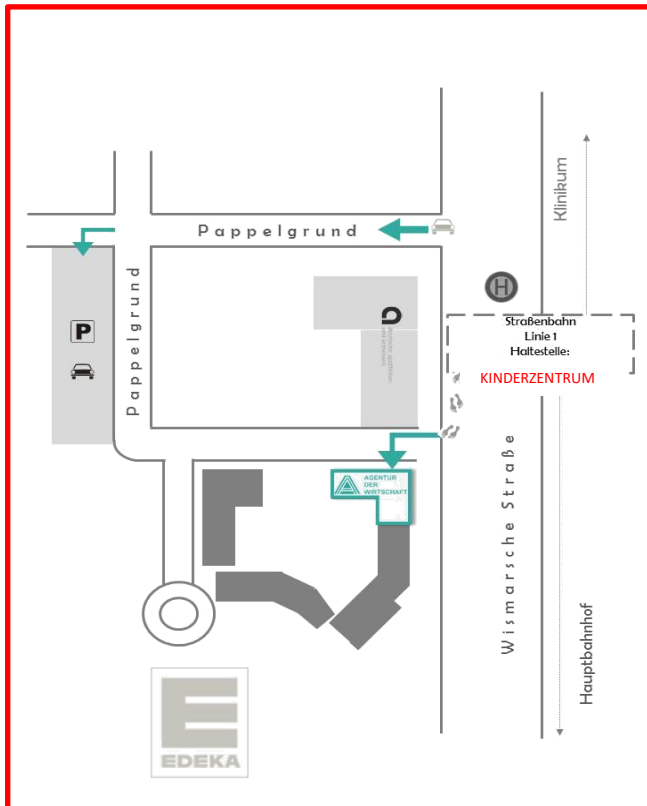 Klinikum
Pappelgrund
Pappelgrund
P
H
Straßenbahn
Linie 1
Haltestelle:
KINDERZENTRUM
AGENTUR
DER
WIRTSCHAFT
Wismarsche Straße
Hauptbahnhof
E
EDEKA